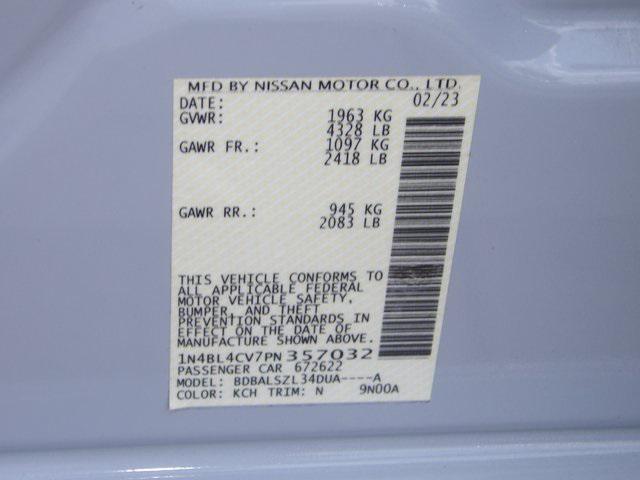 MFD BY NISSAN MOTOR CO., LTD.
DATE: 02/23
GVWR: 1963 KG
4328 LB
GAWR FR.: 1097 KG
2418 LB
GAWR RR.: 945 KG
2083 LB
THIS VEHICLE CONFORMS TO
ALL APPLICABLE FEDERAL
MOTOR VEHICLE SAFETY,
BUMPER, AND THEFT
PREVENTION STANDARDS IN
EFFECT ON THE DATE OF
MANUFACTURE SHOWN ABOVE.
1N4BL4CV7PN357032
PASSENGER CAR 672622
MODEL: BDBALSZL34DUA----A
COLOR: KCH TRIM: N 9N00A